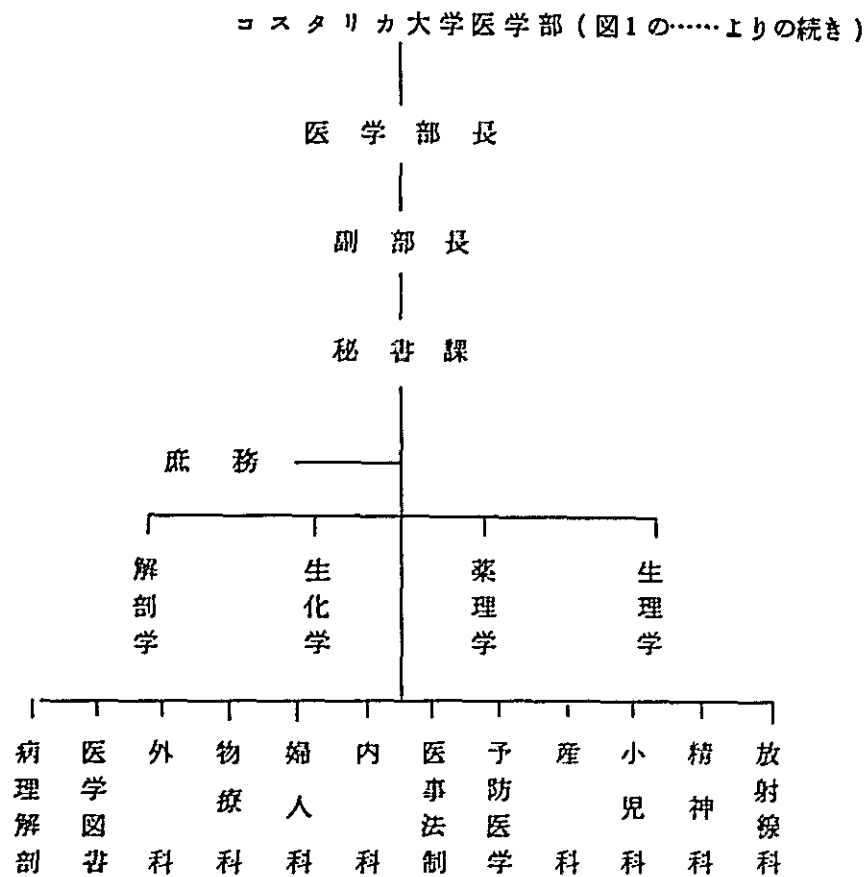 コスタリカ大学医学部(図1の……よりの続き)
医学部長
副部長
秘書課
庶務
解剖学
生化学
薬理学
生理学
病理解剖
医学図書
外科
物療科
婦人科
内科
医事法制
予防医学
産科
小児科
精神科
放射線科